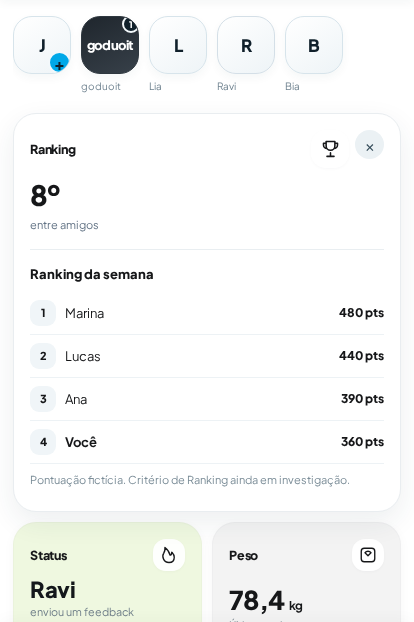 J
+
goduoit
1
L
R
B
goduoit
Lia
Ravi
Bia
Ranking
×
8º
entre amigos
Ranking da semana
1 Marina 480 pts
2 Lucas 440 pts
3 Ana 390 pts
4 Você 360 pts
Pontuação fictícia. Critério de Ranking ainda em investigação.
Status
Ravi
enviou um feedback
Peso
78,4 kg